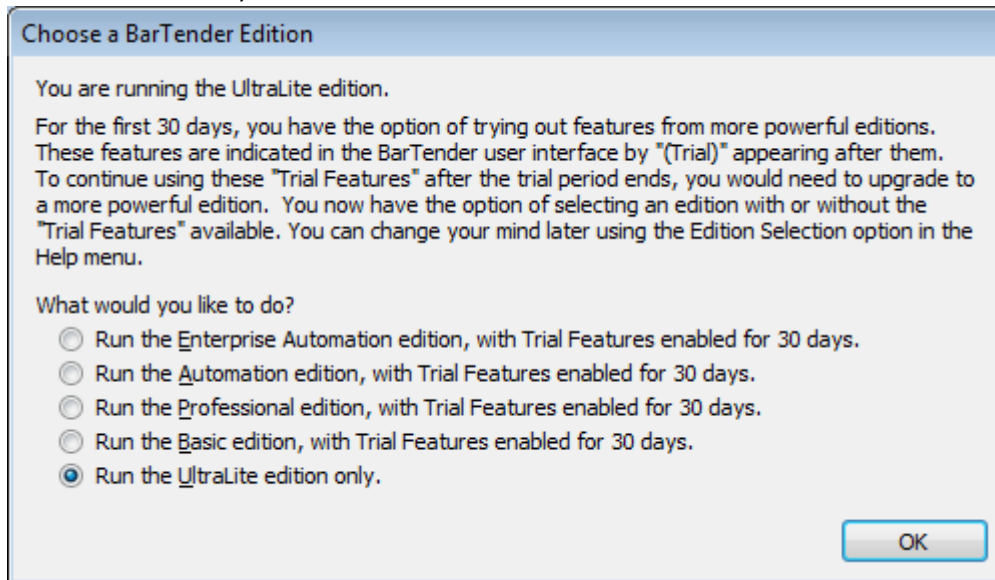 Choose a BarTender Edition
You are running the UltraLite edition.
For the first 30 days, you have the option of trying out features from more powerful editions.
These features are indicated in the BarTender user interface by "(Trial)" appearing after them.
To continue using these "Trial Features" after the trial period ends, you would need to upgrade to
a more powerful edition.  You now have the option of selecting an edition with or without the
"Trial Features" available. You can change your mind later using the Edition Selection option in the
Help menu.
What would you like to do?
Run the Enterprise Automation edition, with Trial Features enabled for 30 days.
Run the Automation edition, with Trial Features enabled for 30 days.
Run the Professional edition, with Trial Features enabled for 30 days.
Run the Basic edition, with Trial Features enabled for 30 days.
Run the UltraLite edition only.
OK